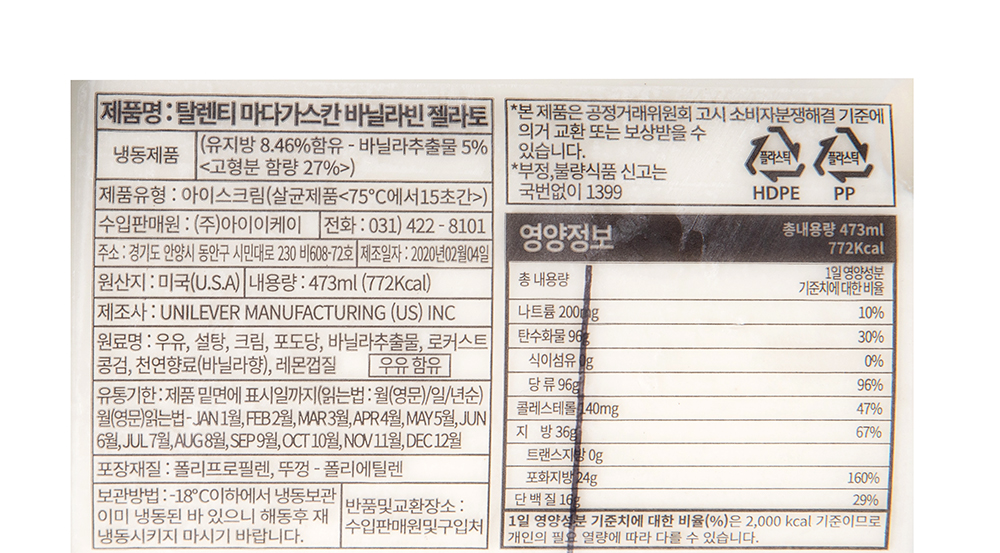 제품명 : 탈렌티 마다가스칸 바닐라빈 젤라토
냉동제품
(유지방 8.46%함유 - 바닐라추출물 5%
<고형분 함량 27%>)
제품유형 : 아이스크림(살균제품<75℃에서15초간>)
수입판매원 : (주)아이이케이
전화 : 031) 422 - 8101
주소 : 경기도 안양시 동안구 시민대로 230 비608-72호
제조일자 : 2020년02월04일
원산지 : 미국(U.S.A)
내용량 : 473ml (772Kcal)
제조사 : UNILEVER MANUFACTURING (US) INC
원료명 : 우유, 설탕, 크림, 포도당, 바닐라추출물, 로커스트
콩검, 천연향료(바닐라향), 레몬껍질
우유 함유
유통기한 : 제품 밑면에 표시일까지(읽는법 : 월(영문)/일/년순)
월(영문)읽는법 - JAN 1월, FEB 2월, MAR 3월, APR 4월, MAY 5월, JUN
6월, JUL 7월, AUG 8월, SEP 9월, OCT 10월, NOV 11월, DEC 12월
포장재질 : 폴리프로필렌, 뚜껑 - 폴리에틸렌
보관방법 : -18℃이하에서 냉동보관
이미 냉동된 바 있으니 해동후 재
냉동시키지 마시기 바랍니다.
반품및교환장소 :
수입판매원및구입처
*본 제품은 공정거래위원회 고시 소비자분쟁해결 기준에
의거 교환 또는 보상받을 수
있습니다.
*부정,불량식품 신고는
국번없이 1399
플라스틱
HDPE
플라스틱
PP
영양정보
총내용량 473ml
772Kcal
총 내용량
1일 영양성분
기준치에 대한 비율
나트륨 200mg 10%
탄수화물 96g 30%
식이섬유 0g 0%
당 류 96g 96%
콜레스테롤 140mg 47%
지 방 36g 67%
트랜스지방 0g
포화지방 24g 160%
단 백 질 16g 29%
1일 영양성분 기준치에 대한 비율(%)은 2,000 kcal 기준이므로
개인의 필요 열량에 따라 다를 수 있습니다.